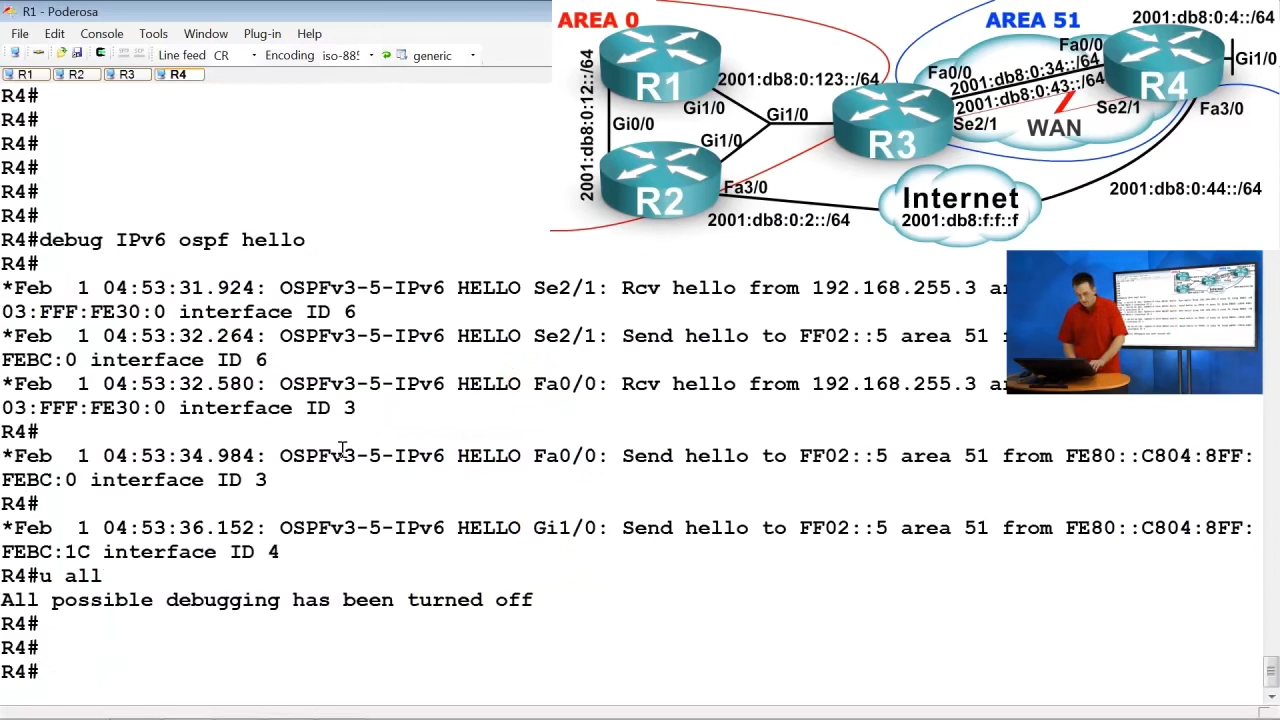 R1 - Poderosa
File Edit Console Tools Window Plug-in Help
Line feed CR Encoding iso-88: generic
R1 R2 R3 R4
R4#
R4#
R4#
R4#
R4#
R4#
R4#debug IPv6 ospf hello
R4#
*Feb  1 04:53:31.924: OSPFv3-5-IPv6 HELLO Se2/1: Rcv hello from 192.168.255.3
03:FFF:FE30:0 interface ID 6
*Feb  1 04:53:32.264: OSPFv3-5-IPv6 HELLO Se2/1: Send hello to FF02::5 area 51
FEBC:0 interface ID 6
*Feb  1 04:53:32.580: OSPFv3-5-IPv6 HELLO Fa0/0: Rcv hello from 192.168.255.3
03:FFF:FE30:0 interface ID 3
R4#
*Feb  1 04:53:34.984: OSPFv3-5-IPv6 HELLO Fa0/0: Send hello to FF02::5 area 51 from FE80::C804:8FF:
FEBC:0 interface ID 3
R4#
*Feb  1 04:53:36.152: OSPFv3-5-IPv6 HELLO Gi1/0: Send hello to FF02::5 area 51 from FE80::C804:8FF:
FEBC:1C interface ID 4
R4#u all
All possible debugging has been turned off
R4#
R4#
R4#
AREA 0
AREA 51
2001:db8:0:4::/64
R1
2001:db8:0:123::/64
Gi1/0
2001:db8:0:12::/64
Gi0/0
Gi1/0
Gi1/0
R2
Fa3/0
2001:db8:0:2::/64
R3
Fa0/0
Fa0/0
2001:db8:0:34::/64
2001:db8:0:43::/64
Se2/1
Se2/1
WAN
R4
Gi1/0
Fa3/0
2001:db8:0:44::/64
Internet
2001:db8:f:f::f